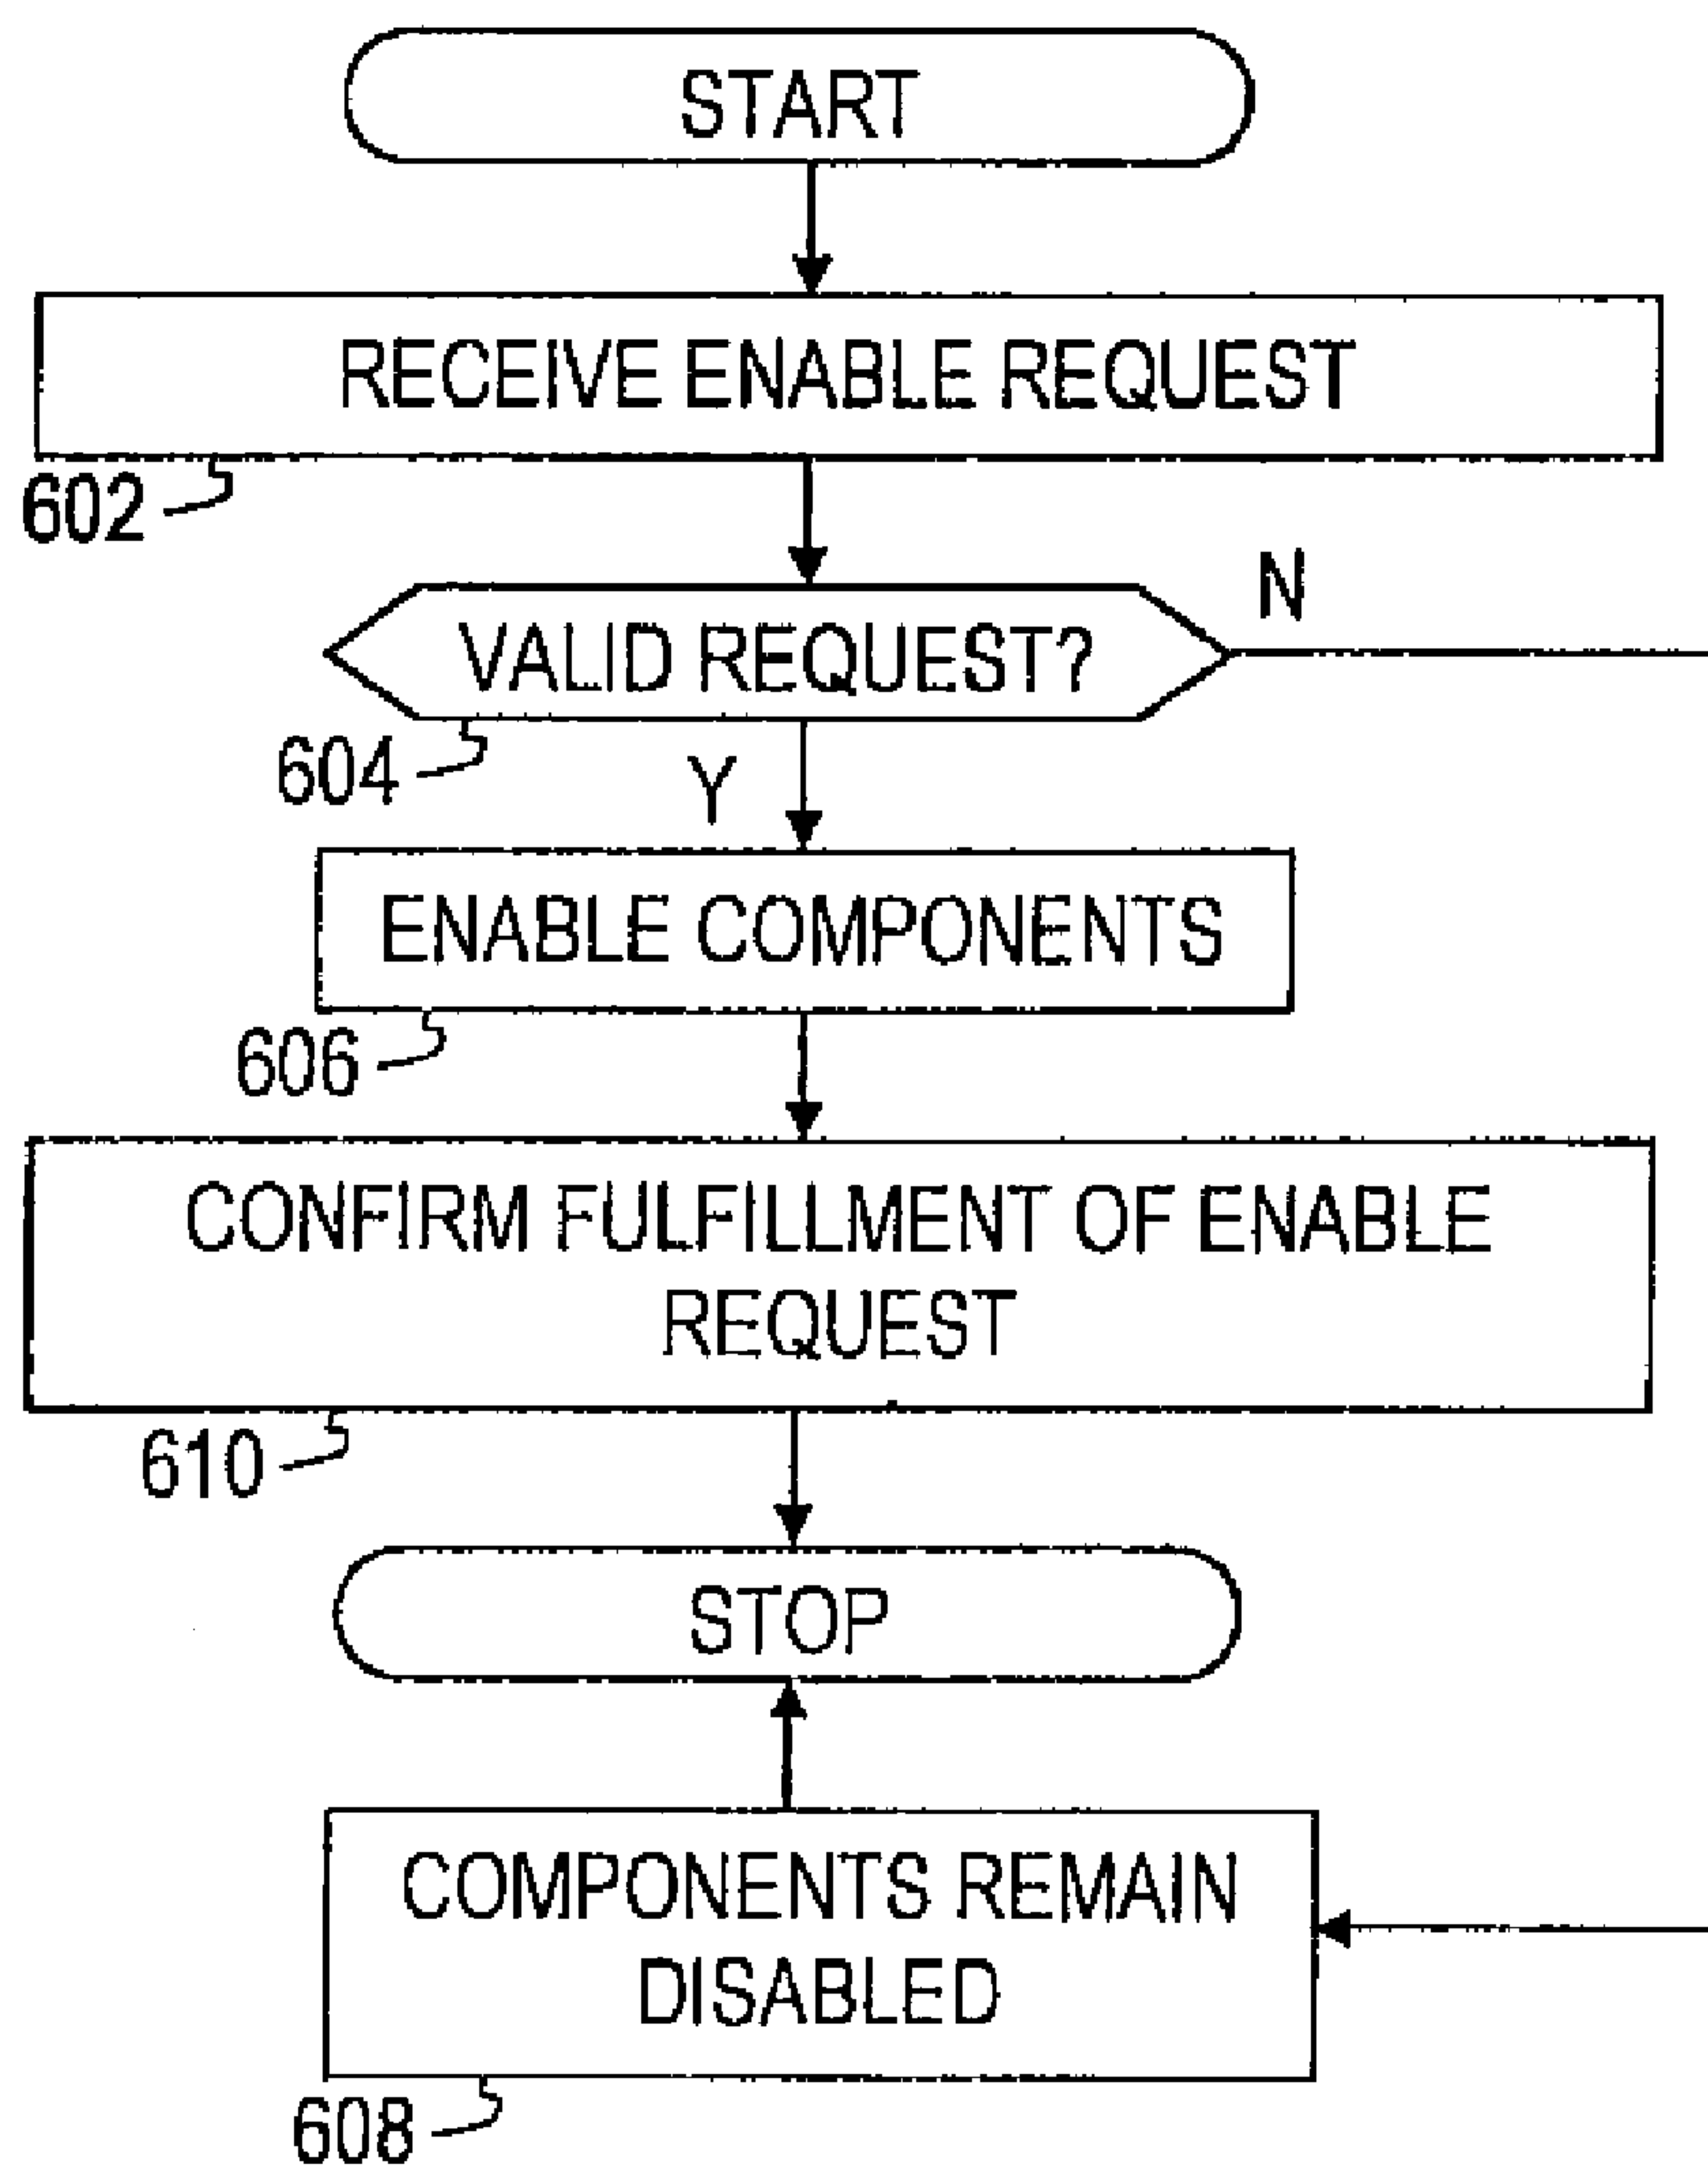 START
RECEIVE ENABLE REQUEST
602
N
VALID REQUEST?
604
Y
ENABLE COMPONENTS
606
CONFIRM FULFILLMENT OF ENABLE
REQUEST
610
STOP
COMPONENTS REMAIN
DISABLED
608